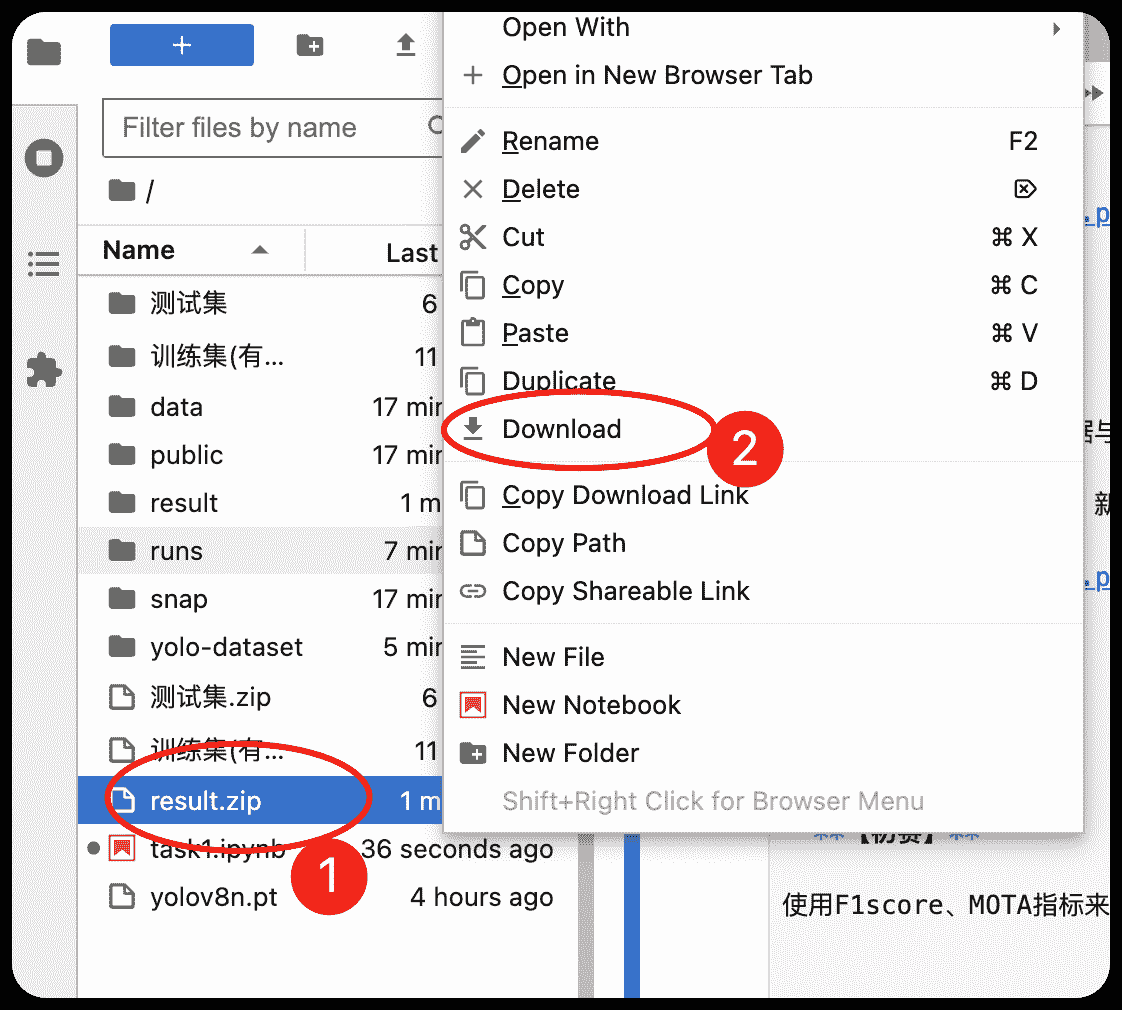 +
Filter files by name
/
Name
Last
测试集
6
训练集(有...
11
data
17 min
public
17 min
result
1 m
runs
7 min
snap
17 min
yolo-dataset
5 min
测试集.zip
6
训练集(有...
11
result.zip
1 m
task1.ipynb
36 seconds ago
yolov8n.pt
4 hours ago
1
Open With
Open in New Browser Tab
Rename F2
Delete
Cut ⌘ X
Copy ⌘ C
Paste ⌘ V
Duplicate ⌘ D
Download
2
Copy Download Link
Copy Path
Copy Shareable Link
New File
New Notebook
New Folder
Shift+Right Click for Browser Menu
.p
据与
新
.p
** 【初赛】 **
使用F1score、MOTA指标来